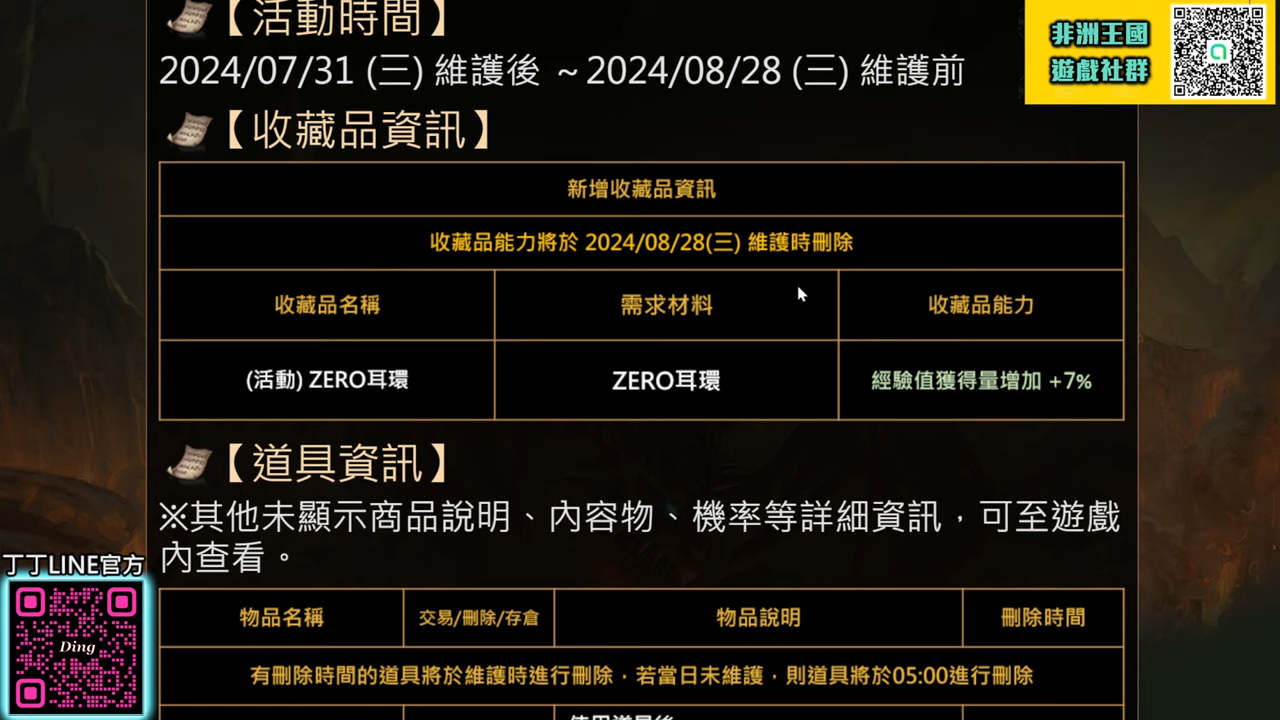 【活動時間】
2024/07/31 (三) 維護後 ~2024/08/28 (三) 維護前
非洲王國
遊戲社群
【收藏品資訊】
新增收藏品資訊
收藏品能力將於 2024/08/28(三) 維護時刪除
收藏品名稱 需求材料 收藏品能力
(活動) ZERO耳環 ZERO耳環 經驗值獲得量增加 +7%
【道具資訊】
※其他未顯示商品說明、內容物、機率等詳細資訊，可至遊戲
內查看。
丁丁LINE官方
Ding
物品名稱 交易/刪除/存倉 物品說明 刪除時間
有刪除時間的道具將於維護時進行刪除，若當日未維護，則道具將於05:00進行刪除
使用道具後